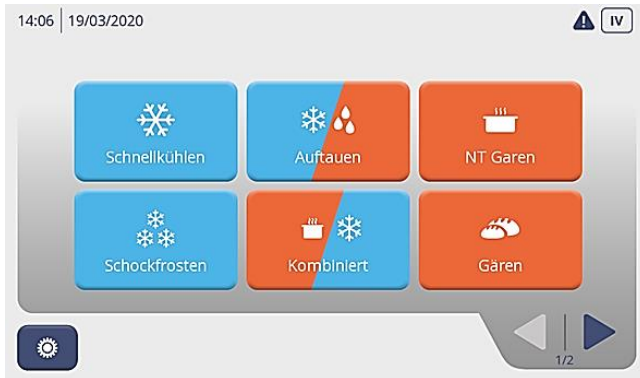 14:06 19/03/2020 IV
Schnellkühlen Auftauen NT Garen
Schockfrosten Kombiniert Gären
1/2